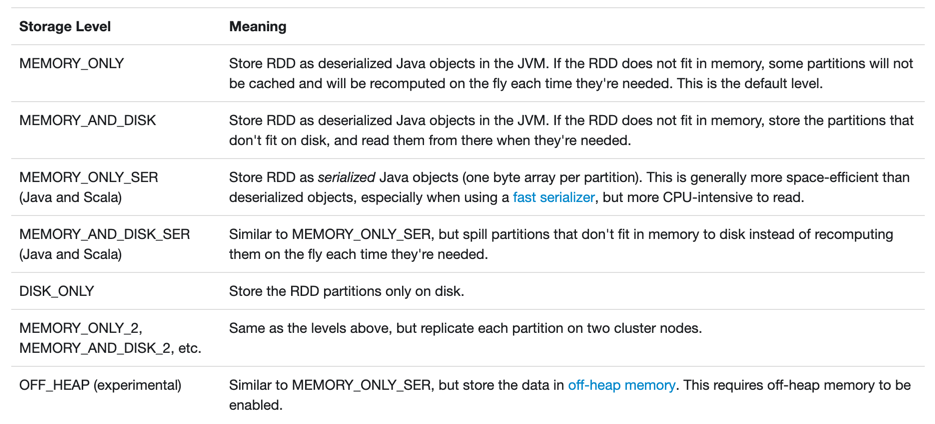 Storage Level Meaning
MEMORY_ONLY Store RDD as deserialized Java objects in the JVM. If the RDD does not fit in memory, some partitions will not
be cached and will be recomputed on the fly each time they're needed. This is the default level.
MEMORY_AND_DISK Store RDD as deserialized Java objects in the JVM. If the RDD does not fit in memory, store the partitions that
don't fit on disk, and read them from there when they're needed.
MEMORY_ONLY_SER Store RDD as serialized Java objects (one byte array per partition). This is generally more space-efficient than
(Java and Scala) deserialized objects, especially when using a fast serializer, but more CPU-intensive to read.
MEMORY_AND_DISK_SER Similar to MEMORY_ONLY_SER, but spill partitions that don't fit in memory to disk instead of recomputing
(Java and Scala) them on the fly each time they're needed.
DISK_ONLY Store the RDD partitions only on disk.
MEMORY_ONLY_2, Same as the levels above, but replicate each partition on two cluster nodes.
MEMORY_AND_DISK_2, etc.
OFF_HEAP (experimental) Similar to MEMORY_ONLY_SER, but store the data in off-heap memory. This requires off-heap memory to be
enabled.